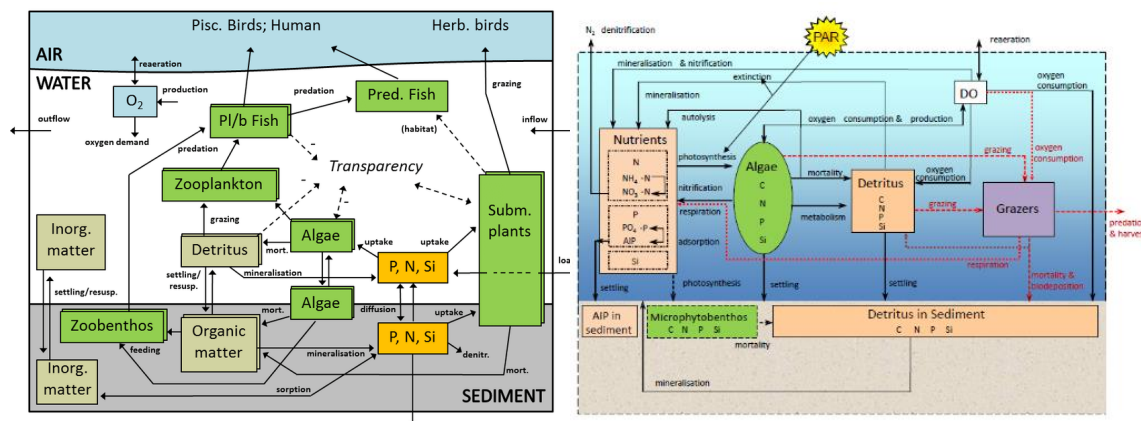 Pisc. Birds; Human
Herb. birds
AIR
WATER
reaeration
O2
production
oxygen demand
outflow
inflow
grazing
predation
Pred. Fish
(habitat)
Pl/b Fish
predation
Transparency
Zooplankton
grazing
Subm.
plants
Inorg.
matter
Detritus
mort.
Algae
uptake
uptake
P, N, Si
settling/
resusp.
mineralisation
settling/resusp.
Algae
diffusion
uptake
mort.
Zoobenthos
feeding
Organic
matter
P, N, Si
denitr.
mineralisation
mort.
Inorg.
matter
sorption
SEDIMENT
N2 denitrification
PAR
reaeration
mineralisation & nitrification
extinction
mineralisation
DO
oxygen
consumption
autolysis
oxygen consumption & production
Nutrients
photosynthesis
N
NH4 -N
NO3 -N
nitrification
respiration
P
PO4 -P
AIP
adsorption
Si
Algae
C
N
P
Si
mortality
metabolism
grazing
oxygen
consumption
oxygen
consumption
Detritus
C
N
P
Si
grazing
Grazers
predation
& harves
respiration
mortality &
biodeposition
settling
photosynthesis
settling
settling
AIP in
sediment
Microphytobenthos
C N P Si
mortality
Detritus in Sediment
C N P Si
mineralisation